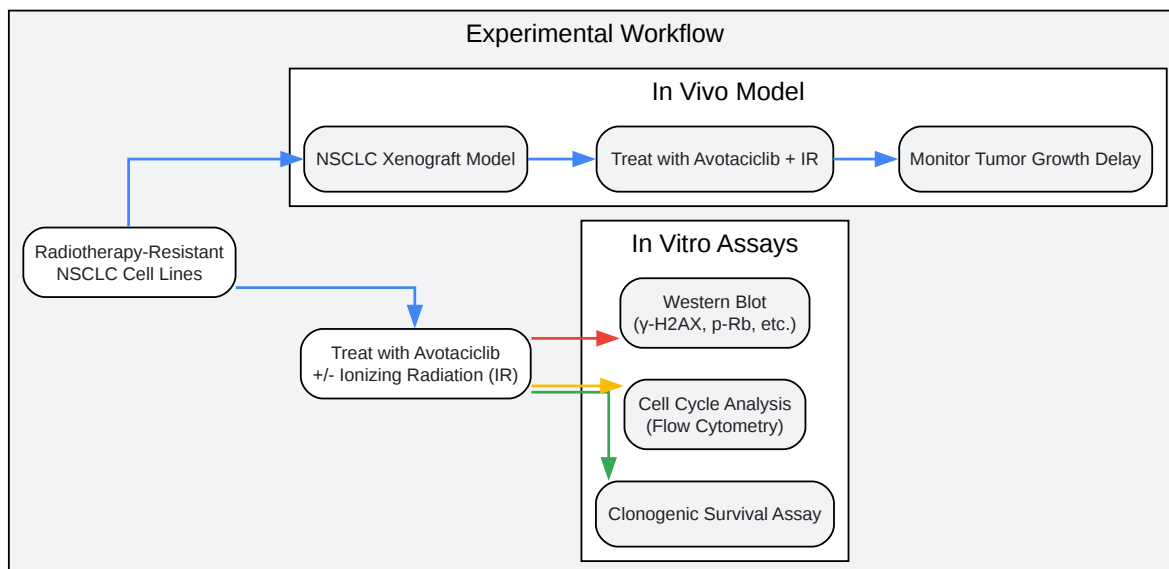 Experimental Workflow
In Vivo Model
NSCLC Xenograft Model
Treat with Avotaciclib + IR
Monitor Tumor Growth Delay
Radiotherapy-Resistant
NSCLC Cell Lines
In Vitro Assays
Western Blot
(γ-H2AX, p-Rb, etc.)
Treat with Avotaciclib
+/- Ionizing Radiation (IR)
Cell Cycle Analysis
(Flow Cytometry)
Clonogenic Survival Assay